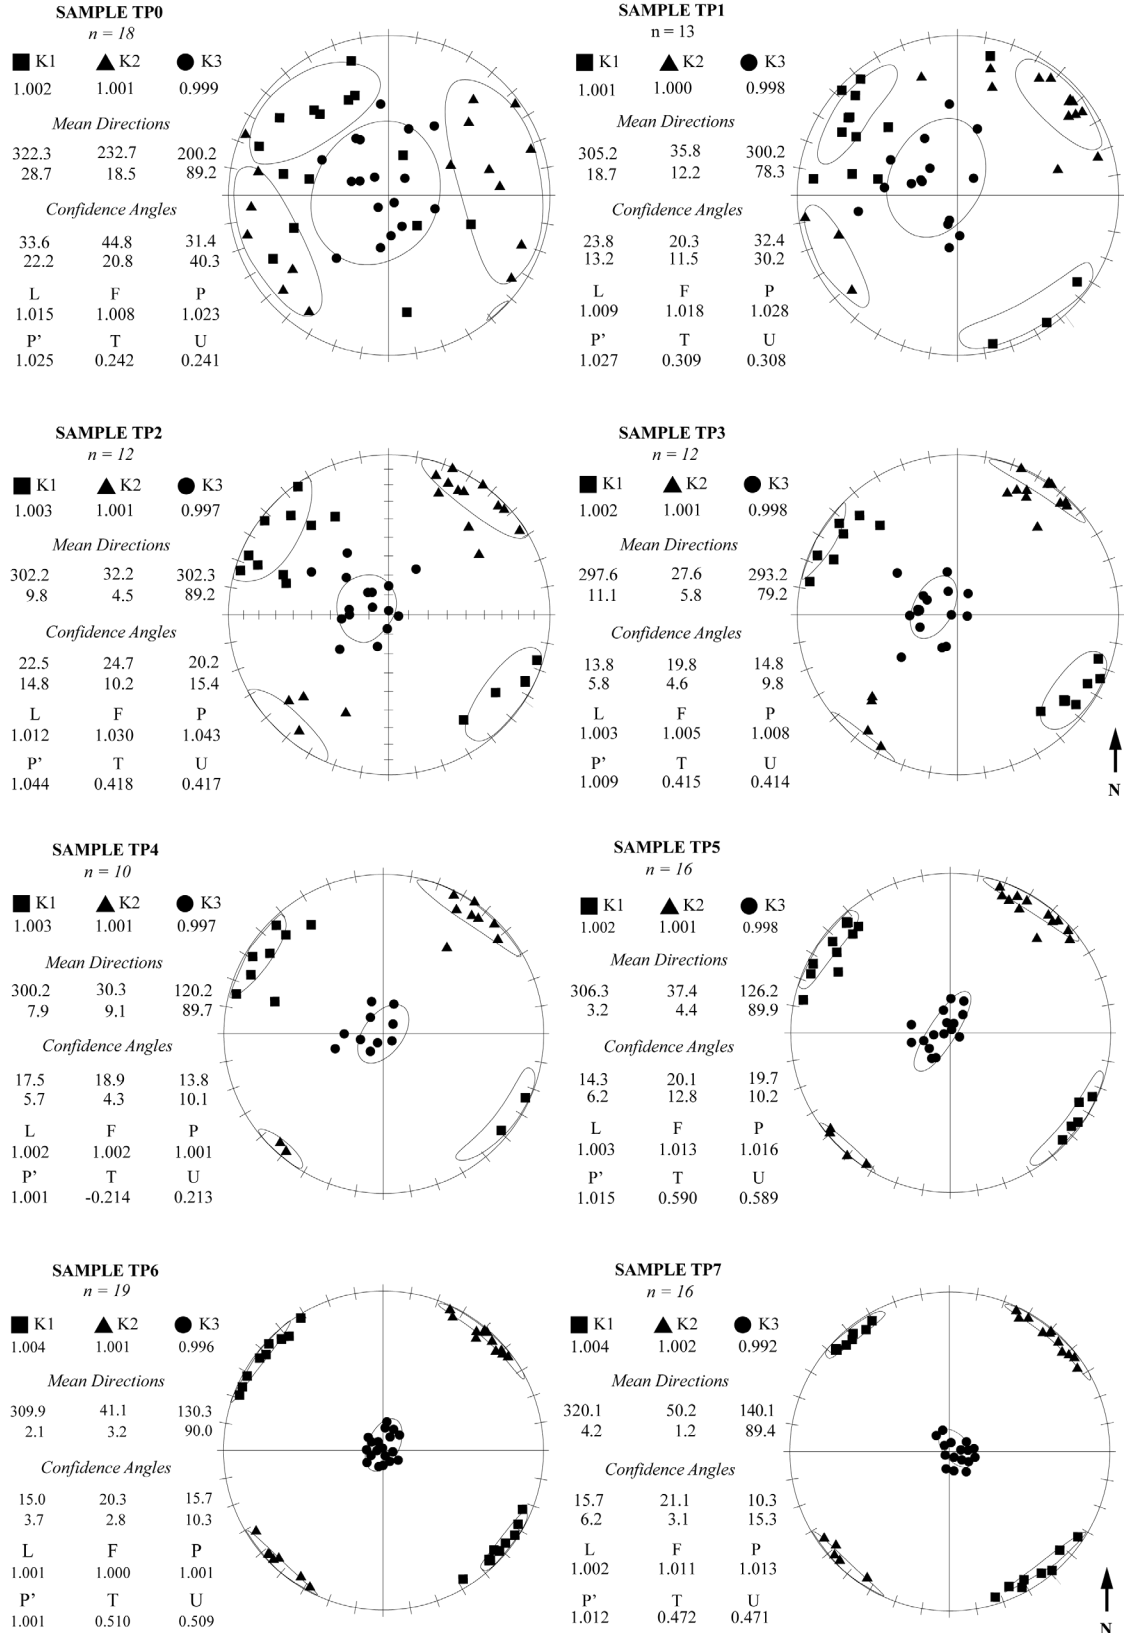 SAMPLE TP0
n = 18
K1 K2 K3
1.002 1.001 0.999
Mean Directions
322.3 232.7 200.2
28.7 18.5 89.2
Confidence Angles
33.6 44.8 31.4
22.2 20.8 40.3
L F P
1.015 1.008 1.023
P’ T U
1.025 0.242 0.241
SAMPLE TP1
n = 13
K1 K2 K3
1.001 1.000 0.998
Mean Directions
305.2 35.8 300.2
18.7 12.2 78.3
Confidence Angles
23.8 20.3 32.4
13.2 11.5 30.2
L F P
1.009 1.018 1.028
P’ T U
1.027 0.309 0.308
SAMPLE TP2
n = 12
K1 K2 K3
1.003 1.001 0.997
Mean Directions
302.2 32.2 302.3
9.8 4.5 89.2
Confidence Angles
22.5 24.7 20.2
14.8 10.2 15.4
L F P
1.012 1.030 1.043
P’ T U
1.044 0.418 0.417
SAMPLE TP3
n = 12
K1 K2 K3
1.002 1.001 0.998
Mean Directions
297.6 27.6 293.2
11.1 5.8 79.2
Confidence Angles
13.8 19.8 14.8
5.8 4.6 9.8
L F P
1.003 1.005 1.008
P’ T U
1.009 0.415 0.414
N
SAMPLE TP4
n = 10
K1 K2 K3
1.003 1.001 0.997
Mean Directions
300.2 30.3 120.2
7.9 9.1 89.7
Confidence Angles
17.5 18.9 13.8
5.7 4.3 10.1
L F P
1.002 1.002 1.001
P’ T U
1.001 -0.214 0.213
SAMPLE TP5
n = 16
K1 K2 K3
1.002 1.001 0.998
Mean Directions
306.3 37.4 126.2
3.2 4.4 89.9
Confidence Angles
14.3 20.1 19.7
6.2 12.8 10.2
L F P
1.003 1.013 1.016
P’ T U
1.015 0.590 0.589
SAMPLE TP6
n = 19
K1 K2 K3
1.004 1.001 0.996
Mean Directions
309.9 41.1 130.3
2.1 3.2 90.0
Confidence Angles
15.0 20.3 15.7
3.7 2.8 10.3
L F P
1.001 1.000 1.001
P’ T U
1.001 0.510 0.509
SAMPLE TP7
n = 16
K1 K2 K3
1.004 1.002 0.992
Mean Directions
320.1 50.2 140.1
4.2 1.2 89.4
Confidence Angles
15.7 21.1 10.3
6.2 3.1 15.3
L F P
1.002 1.011 1.013
P’ T U
1.012 0.472 0.471
N